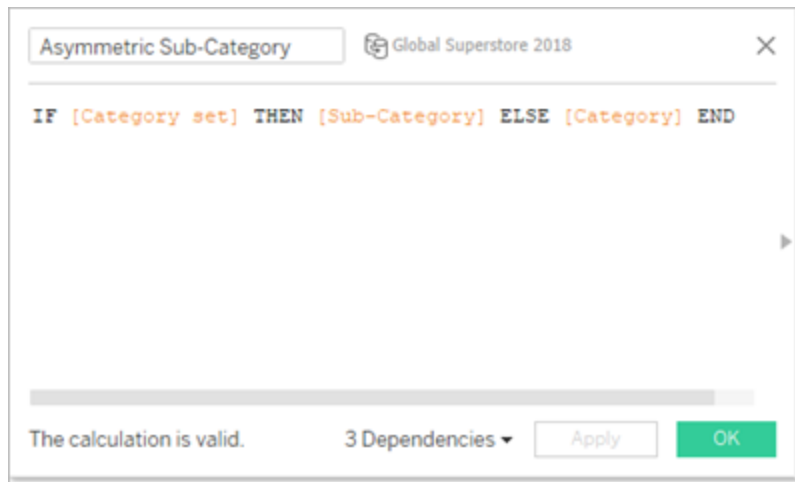 Asymmetric Sub-Category Global Superstore 2018
IF [Category set] THEN [Sub-Category] ELSE [Category] END
The calculation is valid. 3 Dependencies Apply OK